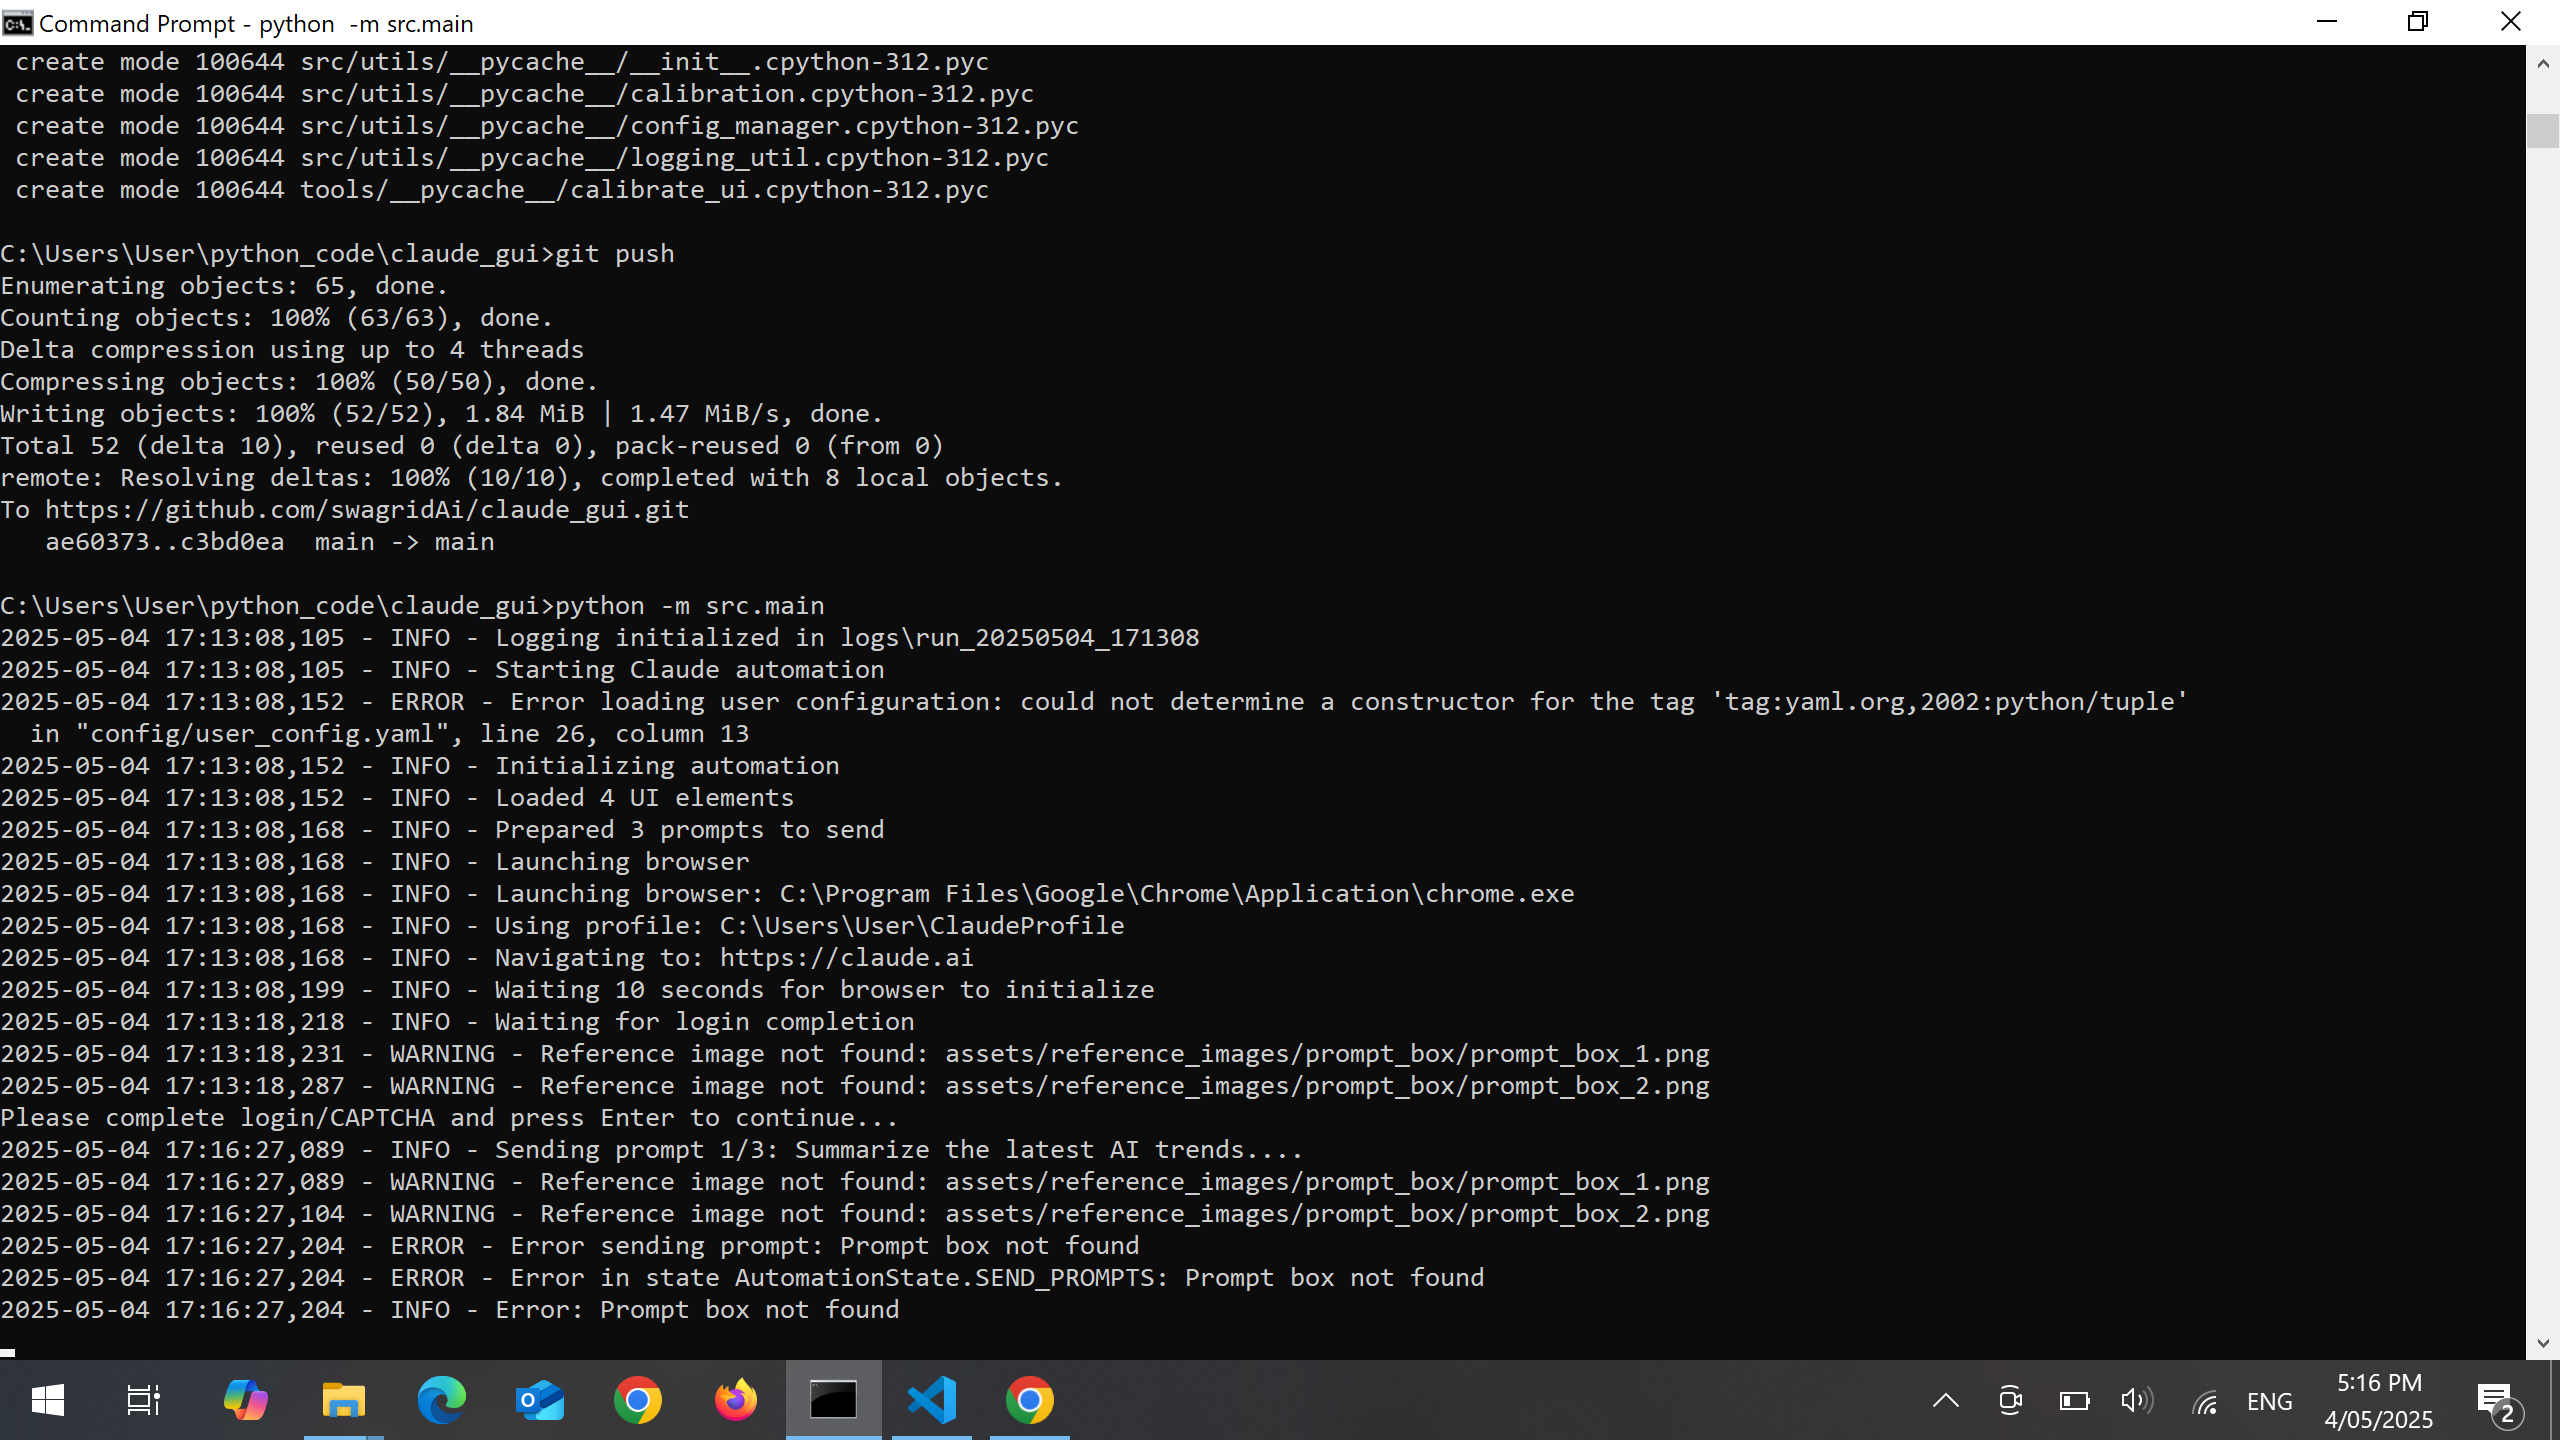 Command Prompt - python  -m src.main
 create mode 100644 src/utils/__pycache__/__init__.cpython-312.pyc
 create mode 100644 src/utils/__pycache__/calibration.cpython-312.pyc
 create mode 100644 src/utils/__pycache__/config_manager.cpython-312.pyc
 create mode 100644 src/utils/__pycache__/logging_util.cpython-312.pyc
 create mode 100644 tools/__pycache__/calibrate_ui.cpython-312.pyc
C:\Users\User\python_code\claude_gui>git push
Enumerating objects: 65, done.
Counting objects: 100% (63/63), done.
Delta compression using up to 4 threads
Compressing objects: 100% (50/50), done.
Writing objects: 100% (52/52), 1.84 MiB | 1.47 MiB/s, done.
Total 52 (delta 10), reused 0 (delta 0), pack-reused 0 (from 0)
remote: Resolving deltas: 100% (10/10), completed with 8 local objects.
To https://github.com/swagridAi/claude_gui.git
   ae60373..c3bd0ea  main -> main
C:\Users\User\python_code\claude_gui>python -m src.main
2025-05-04 17:13:08,105 - INFO - Logging initialized in logs\run_20250504_171308
2025-05-04 17:13:08,105 - INFO - Starting Claude automation
2025-05-04 17:13:08,152 - ERROR - Error loading user configuration: could not determine a constructor for the tag 'tag:yaml.org,2002:python/tuple'
  in "config/user_config.yaml", line 26, column 13
2025-05-04 17:13:08,152 - INFO - Initializing automation
2025-05-04 17:13:08,152 - INFO - Loaded 4 UI elements
2025-05-04 17:13:08,168 - INFO - Prepared 3 prompts to send
2025-05-04 17:13:08,168 - INFO - Launching browser
2025-05-04 17:13:08,168 - INFO - Launching browser: C:\Program Files\Google\Chrome\Application\chrome.exe
2025-05-04 17:13:08,168 - INFO - Using profile: C:\Users\User\ClaudeProfile
2025-05-04 17:13:08,168 - INFO - Navigating to: https://claude.ai
2025-05-04 17:13:08,199 - INFO - Waiting 10 seconds for browser to initialize
2025-05-04 17:13:18,218 - INFO - Waiting for login completion
2025-05-04 17:13:18,231 - WARNING - Reference image not found: assets/reference_images/prompt_box/prompt_box_1.png
2025-05-04 17:13:18,287 - WARNING - Reference image not found: assets/reference_images/prompt_box/prompt_box_2.png
Please complete login/CAPTCHA and press Enter to continue...
2025-05-04 17:16:27,089 - INFO - Sending prompt 1/3: Summarize the latest AI trends....
2025-05-04 17:16:27,089 - WARNING - Reference image not found: assets/reference_images/prompt_box/prompt_box_1.png
2025-05-04 17:16:27,104 - WARNING - Reference image not found: assets/reference_images/prompt_box/prompt_box_2.png
2025-05-04 17:16:27,204 - ERROR - Error sending prompt: Prompt box not found
2025-05-04 17:16:27,204 - ERROR - Error in state AutomationState.SEND_PROMPTS: Prompt box not found
2025-05-04 17:16:27,204 - INFO - Error: Prompt box not found
ENG
5:16 PM
4/05/2025
2